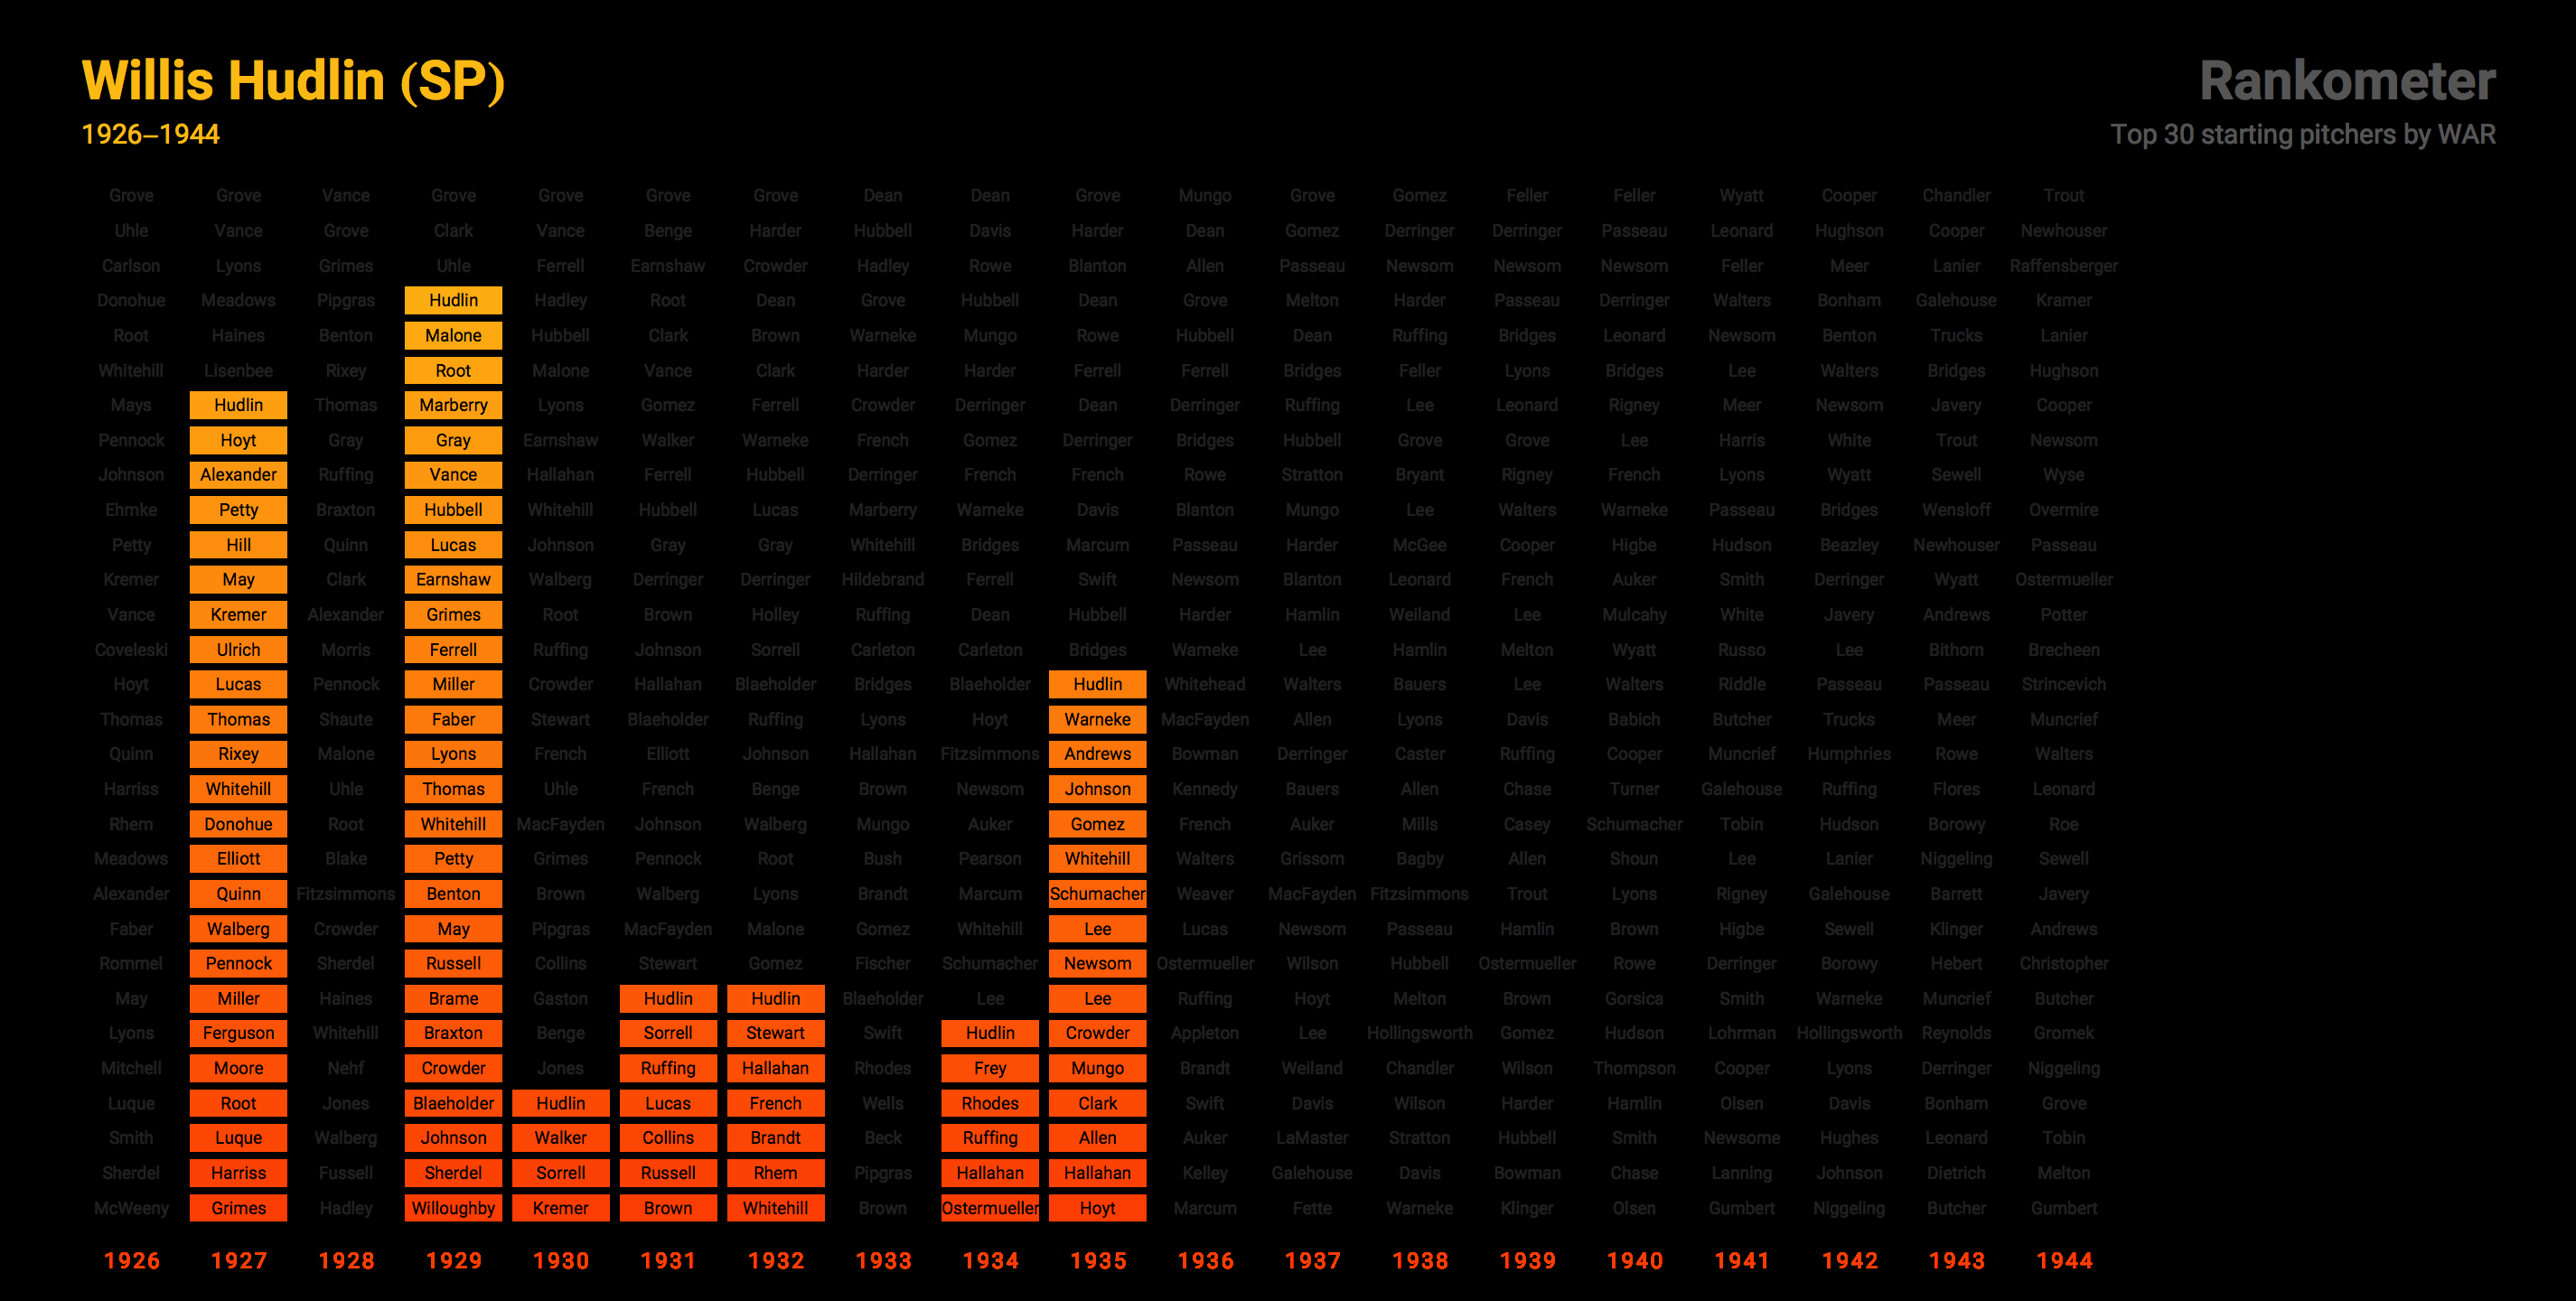 Willis Hudlin (SP)
Rankometer
1926–1944
Top 30 starting pitchers by WAR
Grove Grove Vance Grove Grove Grove Grove Dean Dean Grove Mungo Grove Gomez Feller Feller Wyatt Cooper Chandler Trout
Uhle Vance Grove Clark Vance Benge Harder Hubbell Davis Harder Dean Gomez Derringer Derringer Passeau Leonard Hughson Cooper Newhouser
Carlson Lyons Grimes Uhle Ferrell Earnshaw Crowder Hadley Rowe Blanton Allen Passeau Newsom Newsom Newsom Feller Meer Lanier Raffensberger
Donohue Meadows Pipgras Hudlin Hadley Root Dean Grove Hubbell Dean Grove Melton Harder Passeau Derringer Walters Bonham Galehouse Kramer
Root Haines Benton Malone Hubbell Clark Brown Warneke Mungo Rowe Hubbell Dean Ruffing Bridges Leonard Newsom Benton Trucks Lanier
Whitehill Lisenbee Rixey Root Malone Vance Clark Harder Harder Ferrell Ferrell Bridges Feller Lyons Bridges Lee Walters Bridges Hughson
Mays Hudlin Thomas Marberry Lyons Gomez Ferrell Crowder Derringer Dean Derringer Ruffing Lee Leonard Rigney Meer Newsom Javery Cooper
Pennock Hoyt Gray Gray Earnshaw Walker Warneke French Gomez Derringer Bridges Hubbell Grove Grove Lee Harris White Trout Newsom
Johnson Alexander Ruffing Vance Hallahan Ferrell Hubbell Derringer French French Rowe Stratton Bryant Rigney French Lyons Wyatt Sewell Wyse
Ehmke Petty Braxton Hubbell Whitehill Hubbell Lucas Marberry Warneke Davis Blanton Mungo Lee Walters Warneke Passeau Bridges Wensloff Overmire
Petty Hill Quinn Lucas Johnson Gray Gray Whitehill Bridges Marcum Passeau Harder McGee Cooper Higbe Hudson Beazley Newhouser Passeau
Kremer May Clark Earnshaw Walberg Derringer Derringer Hildebrand Ferrell Swift Newsom Blanton Leonard French Auker Smith Derringer Wyatt Ostermueller
Vance Kremer Alexander Grimes Root Brown Holley Ruffing Dean Hubbell Harder Hamlin Weiland Lee Mulcahy White Javery Andrews Potter
Coveleski Ulrich Morris Ferrell Ruffing Johnson Sorrell Carleton Carleton Bridges Warneke Lee Hamlin Melton Wyatt Russo Lee Bithorn Brecheen
Hoyt Lucas Pennock Miller Crowder Hallahan Blaeholder Bridges Blaeholder Hudlin Whitehead Walters Bauers Lee Walters Riddle Passeau Passeau Strincevich
Thomas Thomas Shaute Faber Stewart Blaeholder Ruffing Lyons Hoyt Warneke MacFayden Allen Lyons Davis Babich Butcher Trucks Meer Muncrief
Quinn Rixey Malone Lyons French Elliott Johnson Hallahan Fitzsimmons Andrews Bowman Derringer Caster Ruffing Cooper Muncrief Humphries Rowe Walters
Harriss Whitehill Uhle Thomas Uhle French Benge Brown Newsom Johnson Kennedy Bauers Allen Chase Turner Galehouse Ruffing Flores Leonard
Rhem Donohue Root Whitehill MacFayden Johnson Walberg Mungo Auker Gomez French Auker Mills Casey Schumacher Tobin Hudson Borowy Roe
Meadows Elliott Blake Petty Grimes Pennock Root Bush Pearson Whitehill Walters Grissom Bagby Allen Shoun Lee Lanier Niggeling Sewell
Alexander Quinn Fitzsimmons Benton Brown Walberg Lyons Brandt Marcum Schumacher Weaver MacFayden Fitzsimmons Trout Lyons Rigney Galehouse Barrett Javery
Faber Walberg Crowder May Pipgras MacFayden Malone Gomez Whitehill Lee Lucas Newsom Passeau Hamlin Brown Higbe Sewell Klinger Andrews
Rommel Pennock Sherdel Russell Collins Stewart Gomez Fischer Schumacher Newsom Ostermueller Wilson Hubbell Ostermueller Rowe Derringer Borowy Hebert Christopher
May Miller Haines Brame Gaston Hudlin Hudlin Blaeholder Lee Lee Ruffing Hoyt Melton Brown Gorsica Smith Warneke Muncrief Butcher
Lyons Ferguson Whitehill Braxton Benge Sorrell Stewart Swift Hudlin Crowder Appleton Lee Hollingsworth Gomez Hudson Lohrman Hollingsworth Reynolds Gromek
Mitchell Moore Nehf Crowder Jones Ruffing Hallahan Rhodes Frey Mungo Brandt Weiland Chandler Wilson Thompson Cooper Lyons Derringer Niggeling
Luque Root Jones Blaeholder Hudlin Lucas French Wells Rhodes Clark Swift Davis Wilson Harder Hamlin Olsen Davis Bonham Grove
Smith Luque Walberg Johnson Walker Collins Brandt Beck Ruffing Allen Auker LaMaster Stratton Hubbell Smith Newsome Hughes Leonard Tobin
Sherdel Harriss Fussell Sherdel Sorrell Russell Rhem Pipgras Hallahan Hallahan Kelley Galehouse Davis Bowman Chase Lanning Johnson Dietrich Melton
McWeeny Grimes Hadley Willoughby Kremer Brown Whitehill Brown Ostermueller Hoyt Marcum Fette Warneke Klinger Olsen Gumbert Niggeling Butcher Gumbert
1926 1927 1928 1929 1930 1931 1932 1933 1934 1935 1936 1937 1938 1939 1940 1941 1942 1943 1944